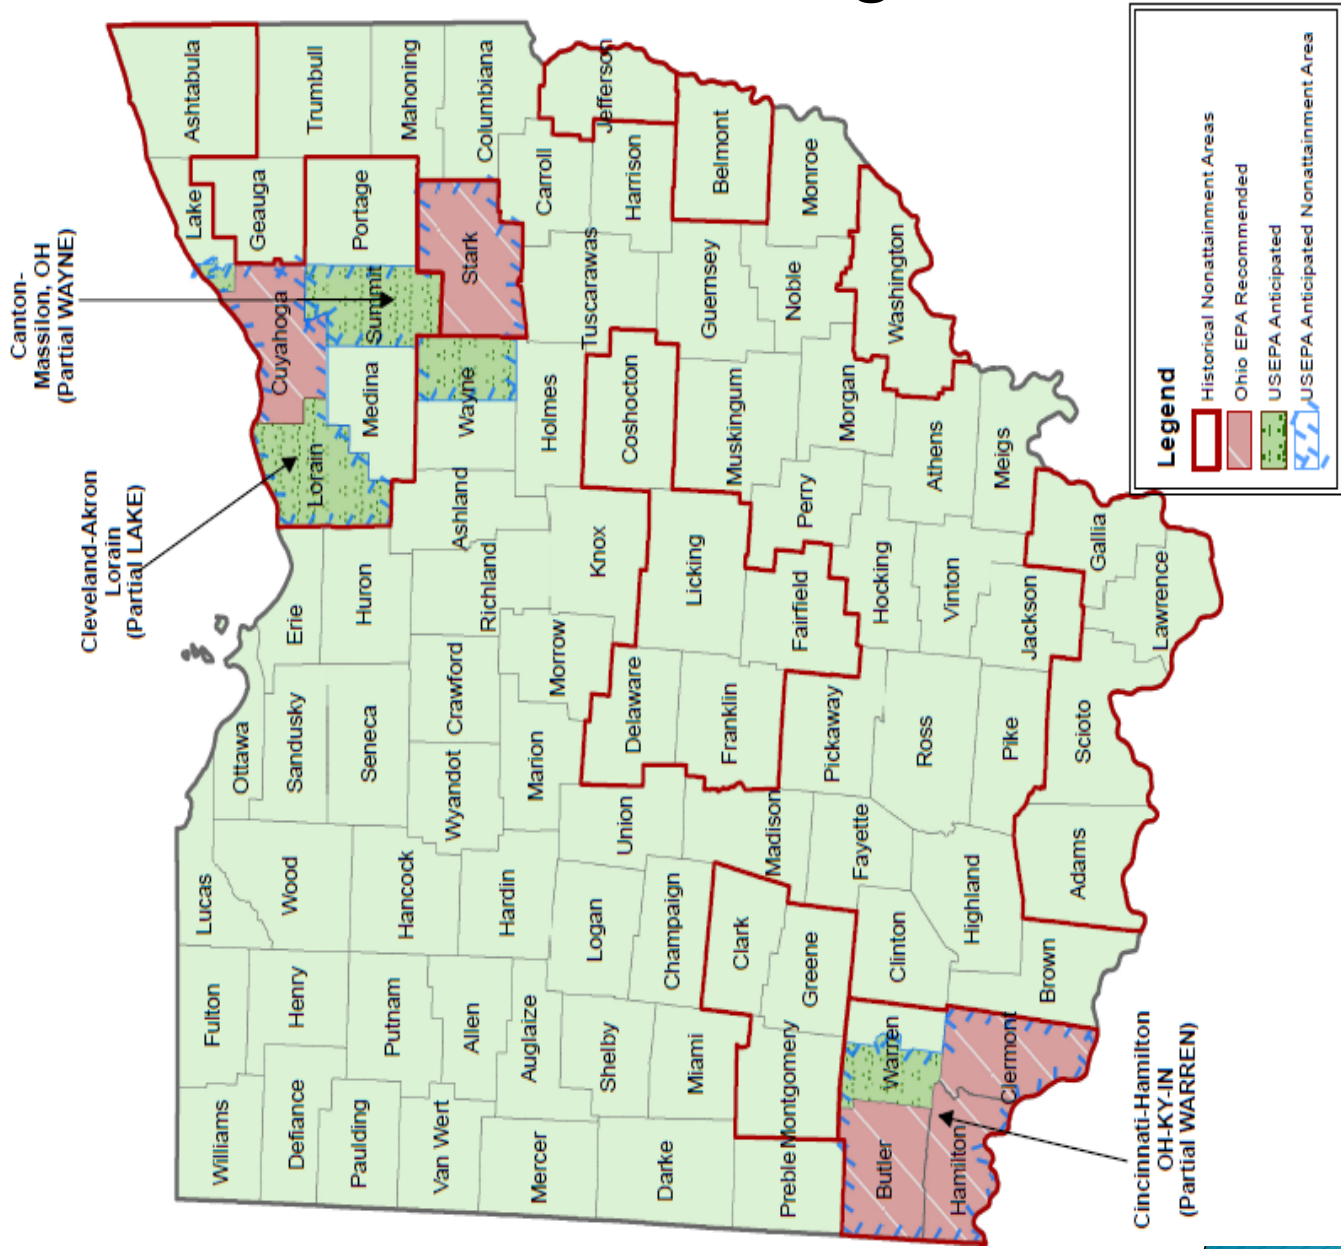 Canton-
Massilon, OH
(Partial WAYNE)
Cleveland-Akron
Lorain
(Partial LAKE)
Cincinnati-Hamilton
OH-KY-IN
(Partial WARREN)
Williams
Fulton
Lucas
Ottawa
Defiance
Henry
Wood
Sandusky
Erie
Lorain
Cuyahoga
Lake
Geauga
Ashtabula
Paulding
Putnam
Hancock
Seneca
Huron
Medina
Summit
Portage
Trumbull
Mahoning
Van Wert
Allen
Wyandot
Crawford
Richland
Ashland
Wayne
Stark
Columbiana
Mercer
Auglaize
Hardin
Marion
Morrow
Holmes
Carroll
Jefferson
Darke
Shelby
Logan
Union
Delaware
Knox
Coshocton
Tuscarawas
Harrison
Miami
Champaign
Licking
Muskingum
Guernsey
Belmont
Preble
Montgomery
Clark
Madison
Franklin
Fairfield
Perry
Morgan
Noble
Monroe
Greene
Fayette
Pickaway
Hocking
Athens
Washington
Butler
Warren
Clinton
Ross
Vinton
Meigs
Hamilton
Clermont
Highland
Pike
Jackson
Gallia
Brown
Adams
Scioto
Lawrence
Legend
Historical Nonattainment Areas
Ohio EPA Recommended
USEPA Anticipated
USEPA Anticipated Nonattainment Area